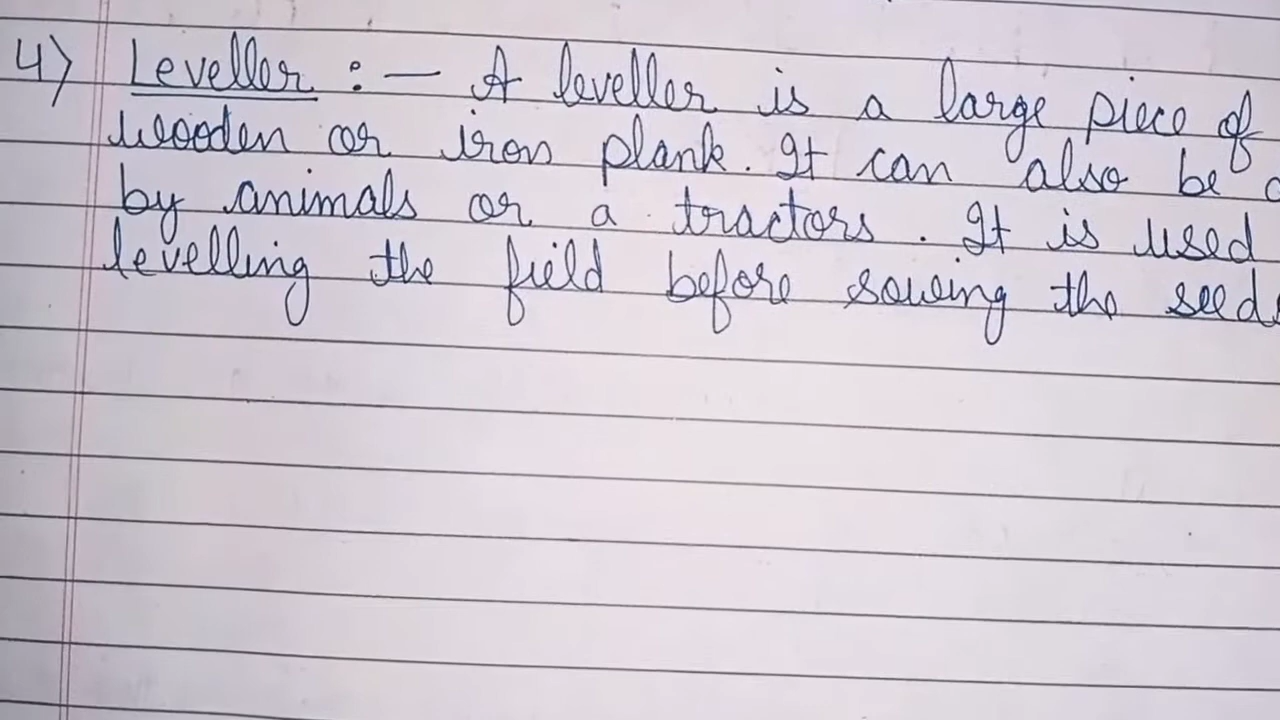 4) Leveller : — A leveller is a large piece of
wooden or iron plank. It can also be
by animals or a tractors. It is used
levelling the field before sowing the seeds